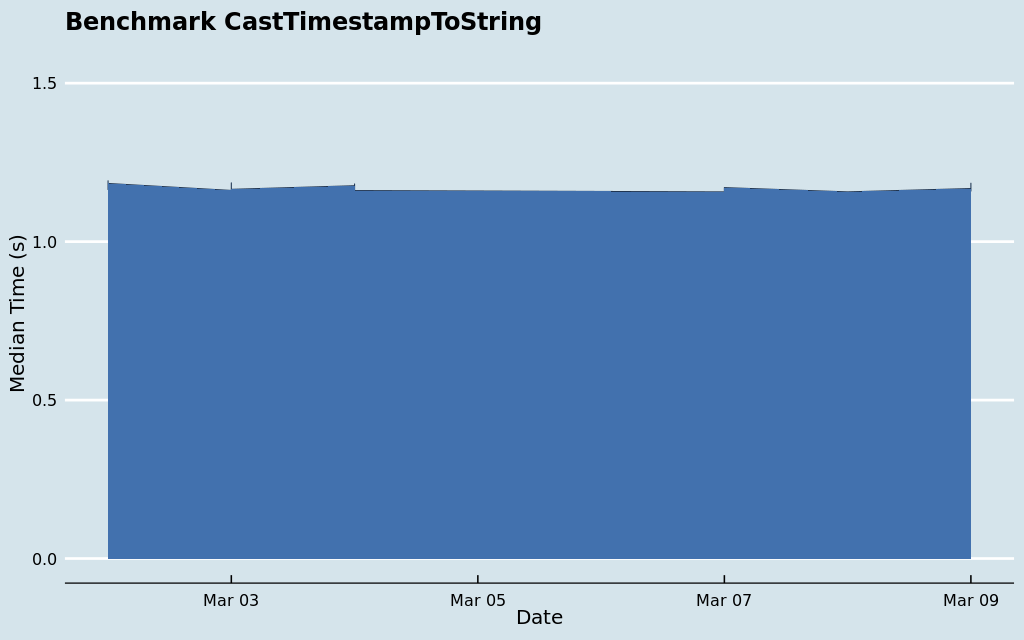 Benchmark CastTimestampToString
1.5
1.0
0.5
0.0
Median Time (s)
Mar 03
Mar 05
Mar 07
Mar 09
Date